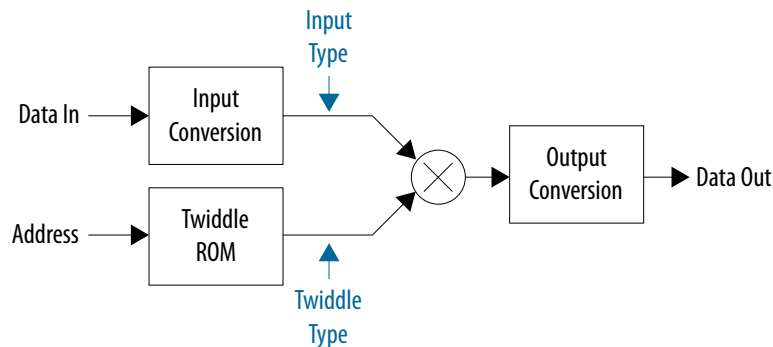 Input
Type
Data In
Input
Conversion
Output
Conversion
Data Out
Address
Twiddle
ROM
Twiddle
Type